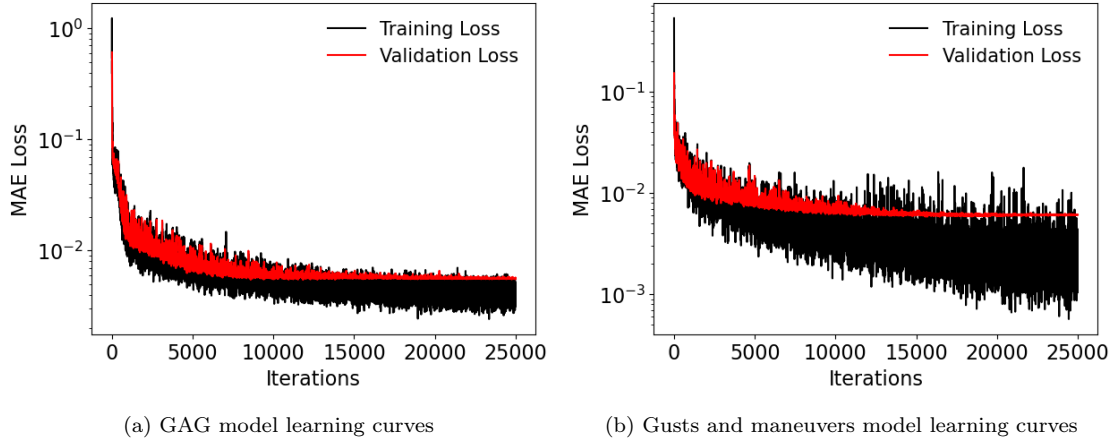 Training Loss
Validation Loss
10^0
10^-1
10^-2
MAE Loss
0 5000 10000 15000 20000 25000
Iterations
(a) GAG model learning curves
Training Loss
Validation Loss
10^-1
10^-2
10^-3
MAE Loss
0 5000 10000 15000 20000 25000
Iterations
(b) Gusts and maneuvers model learning curves